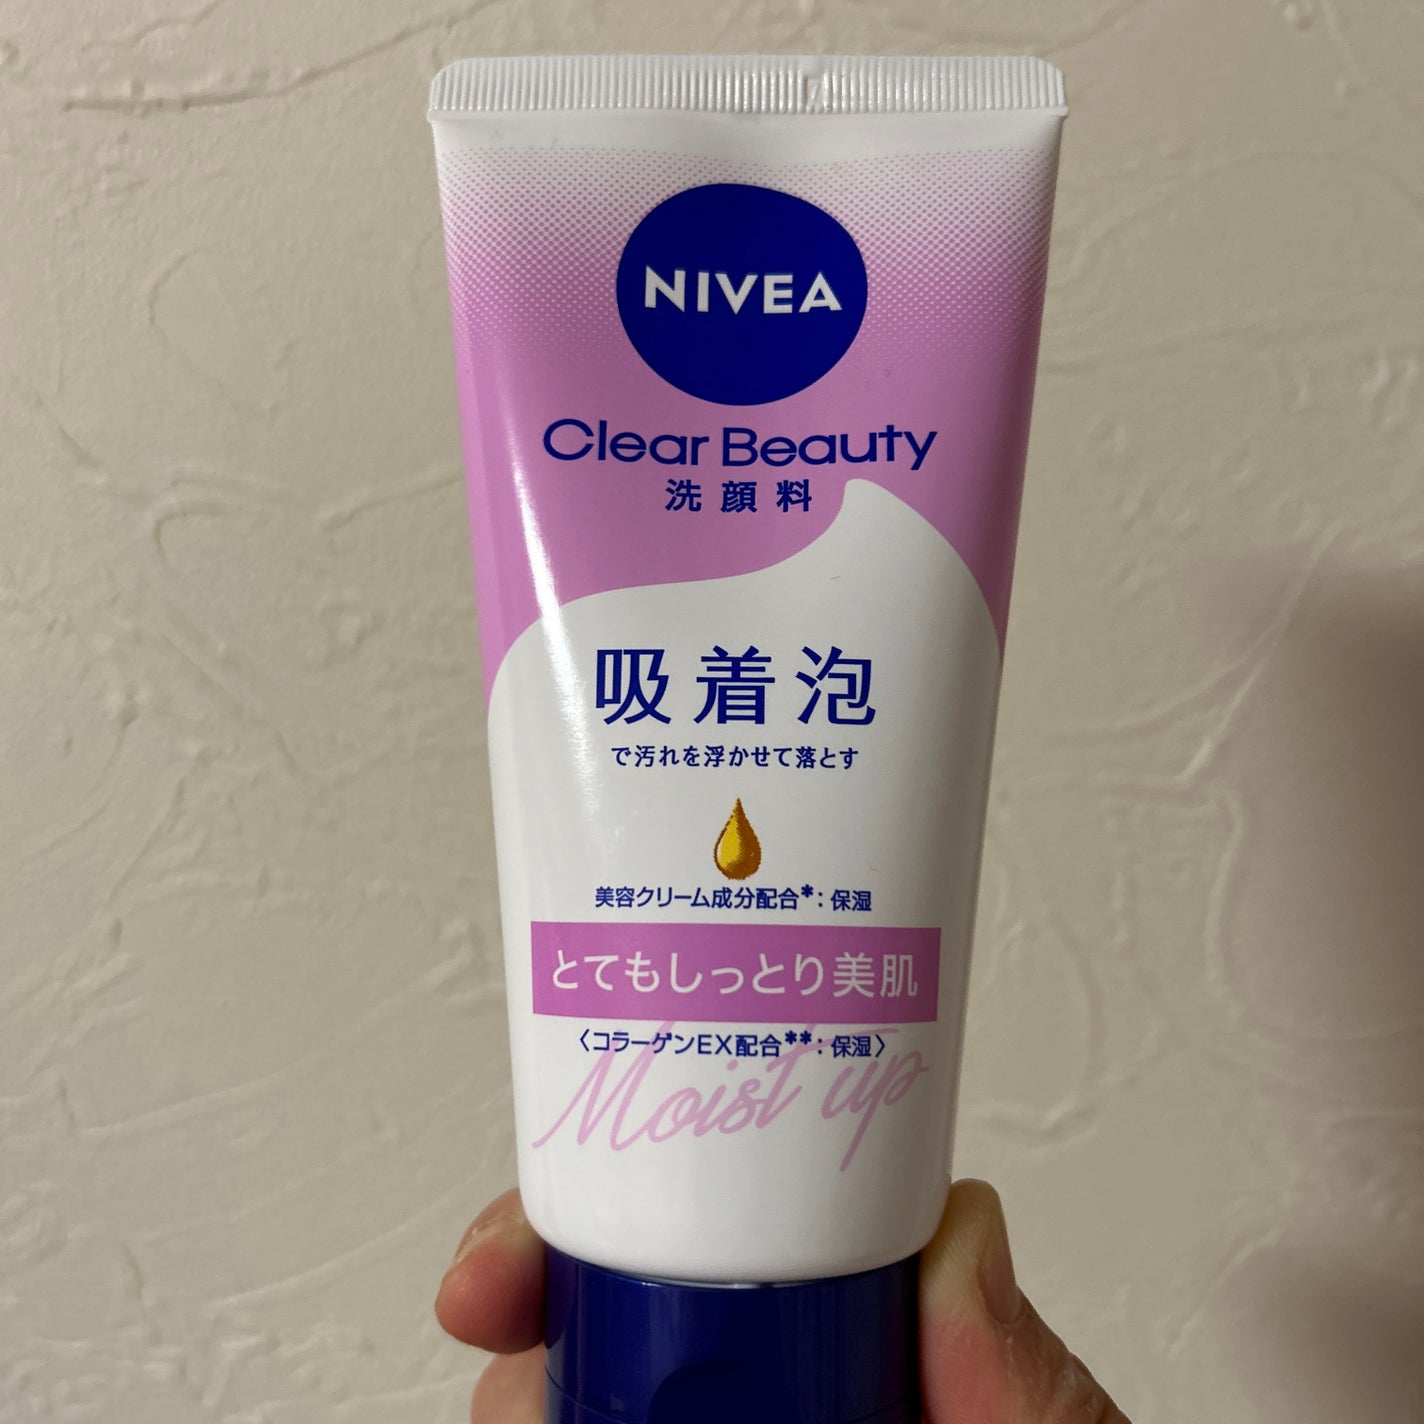 NIVEA
Clear Beauty
洗顔料
吸着泡
で汚れを浮かせて落とす
美容クリーム成分配合*：保湿
とてもしっとり美肌
〈コラーゲンEX配合**：保湿〉
Moist up